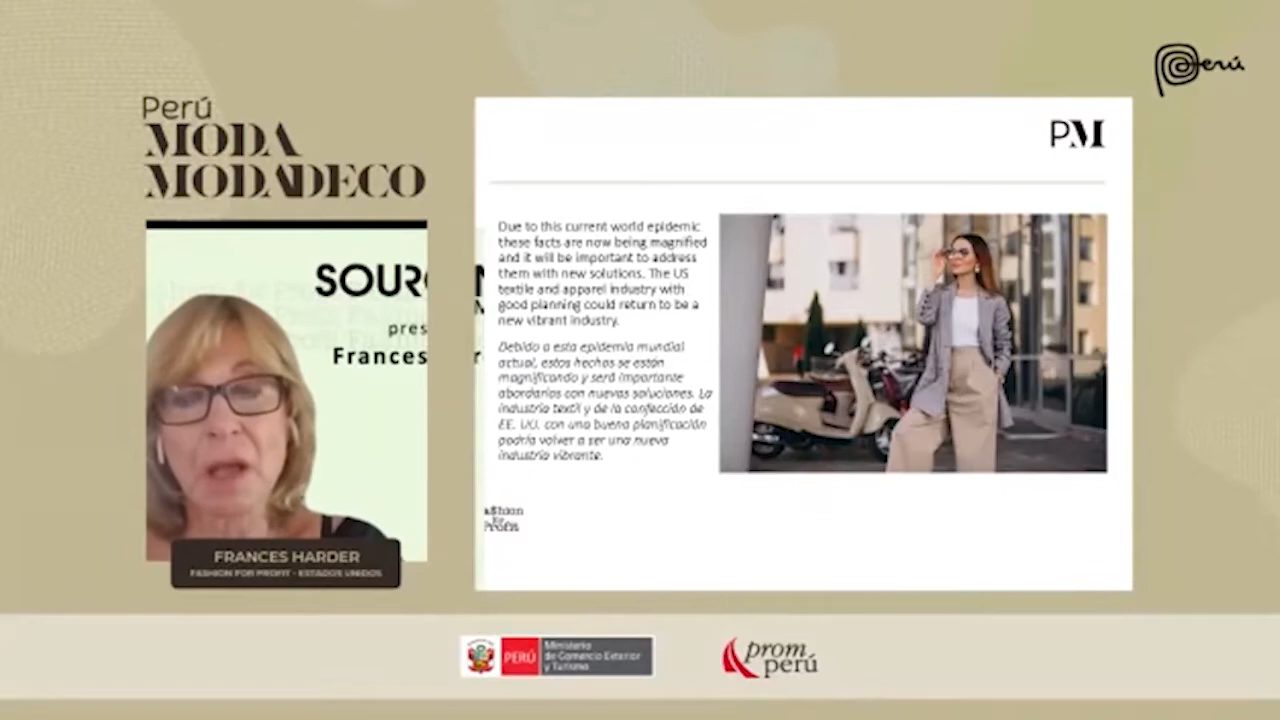 Perú
Perú
MODA
MODADECO
PM
SOUR
pres
Frances
Due to this current world epidemic
these facts are now being magnified
and it will be important to address
them with new solutions. The US
textile and apparel industry with
good planning could return to be a
new vibrant industry.
Debido a esta epidemia mundial
actual, estos hechos se están
magnificando y será importante
abordarlos con nuevas soluciones. La
industria textil y de la confección de
EE. UU. con una buena planificación
podría volver a ser una nueva
industria vibrante.
ashion
Profit
FRANCES HARDER
FASHION FOR PROFIT - ESTADOS UNIDOS
PERÚ
Ministerio
de Comercio Exterior
y Turismo
prom
perú